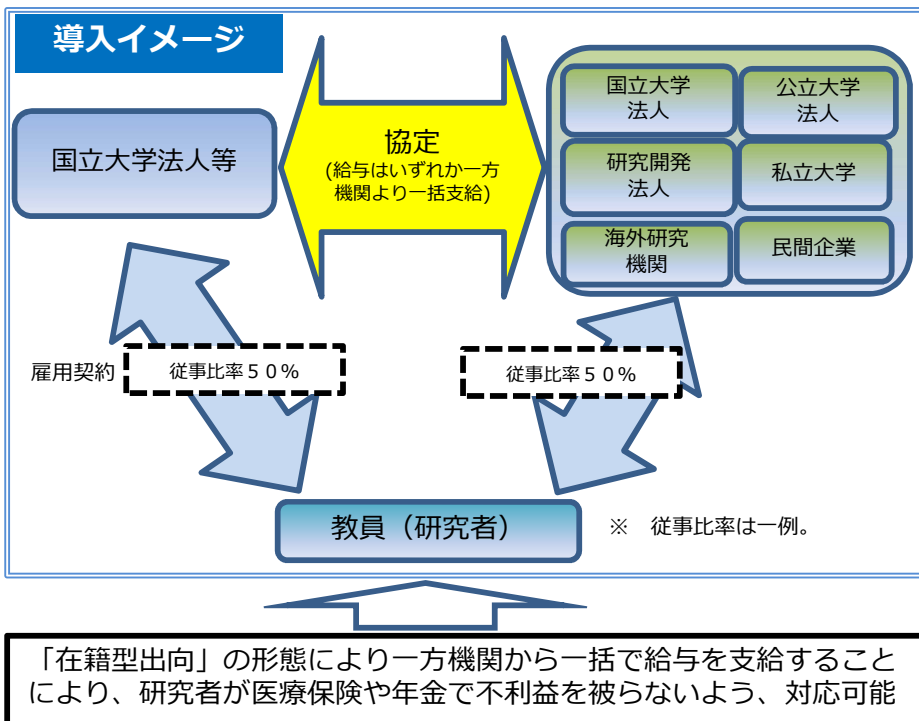 導入イメージ
国立大学法人等
協定
(給与はいずれか一方
機関より一括支給)
国立大学
法人
公立大学
法人
研究開発
法人
私立大学
海外研究
機関
民間企業
雇用契約
従事比率５０％
従事比率５０％
教員（研究者）
※　従事比率は一例。
「在籍型出向」の形態により一方機関から一括で給与を支給すること
により、研究者が医療保険や年金で不利益を被らないよう、対応可能